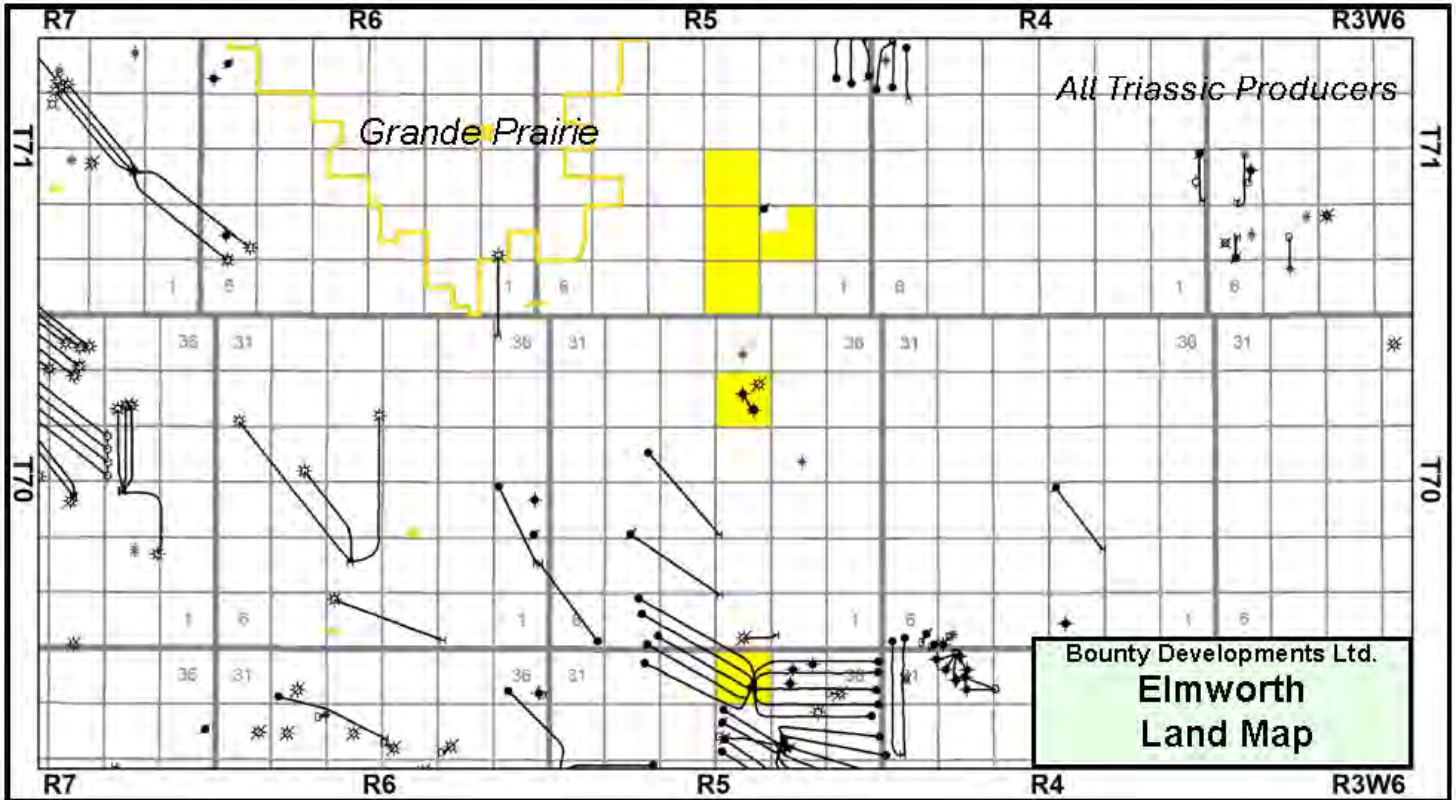 R7 R6 R5 R4 R3W6
All Triassic Producers
Grande Prairie
T71 T71
1 6 1 6 1 6 1 6
36 31 36 31 36 31 36 31
T70 T70
1 6 1 6 1 6 1 6
36 31 36 31 36 31
Bounty Developments Ltd.
Elmworth
Land Map
R7 R6 R5 R4 R3W6